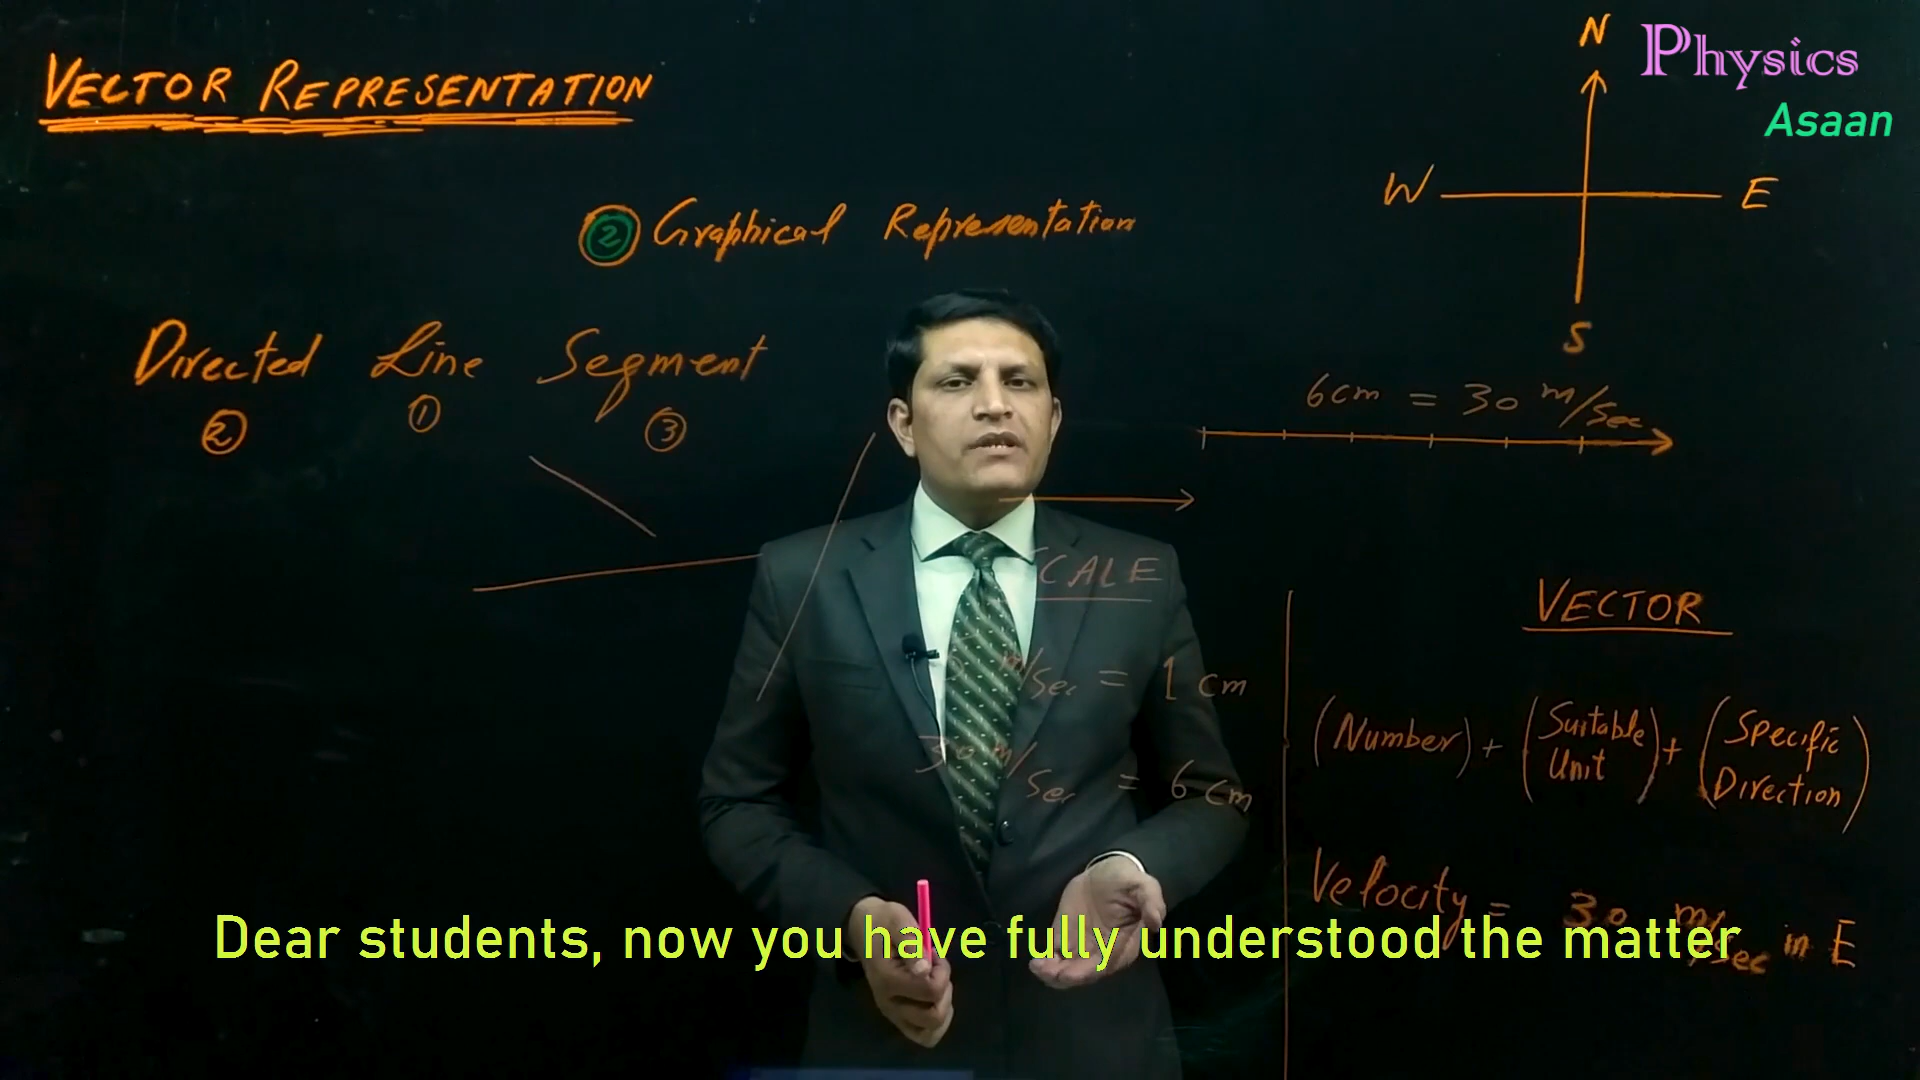 VECTOR REPRESENTATION
N
Physics
Asaan
W
E
S
② Graphical Representation
Directed Line Segment
② ① ③
6cm = 30 m/sec
SCALE
m/sec = 1 cm
30 m/sec = 6 cm
VECTOR
(Number) + (Suitable Unit) + (Specific Direction)
Velocity = 30 m/sec in E
Dear students, now you have fully understood the matter